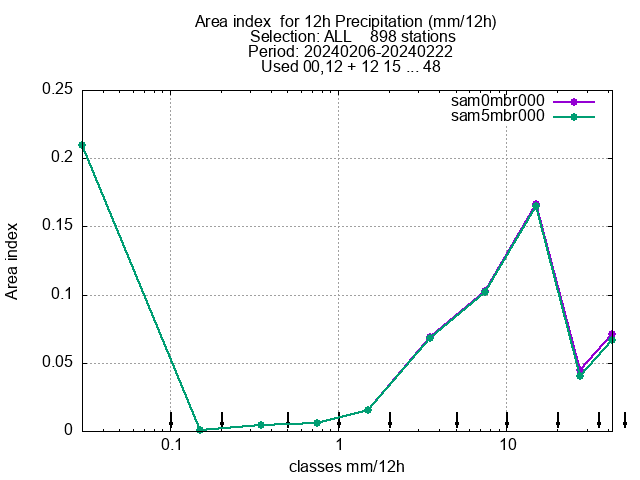 Area index  for 12h Precipitation (mm/12h)
Selection: ALL    898 stations
Period: 20240206-20240222
Used 00,12 + 12 15 ... 48
sam0mbr000
sam5mbr000
0.25
0.2
0.15
0.1
0.05
0
Area index
0.1 1 10
classes mm/12h